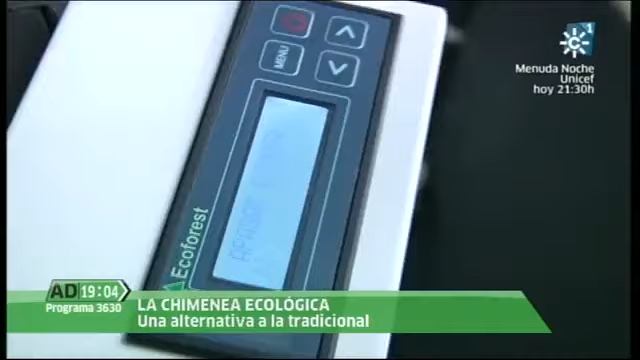 1
Menuda Noche
Unicef
hoy 21:30h
MENU
Ecoforest
AD 19:04
Programa 3630
LA CHIMENEA ECOLÓGICA
Una alternativa a la tradicional